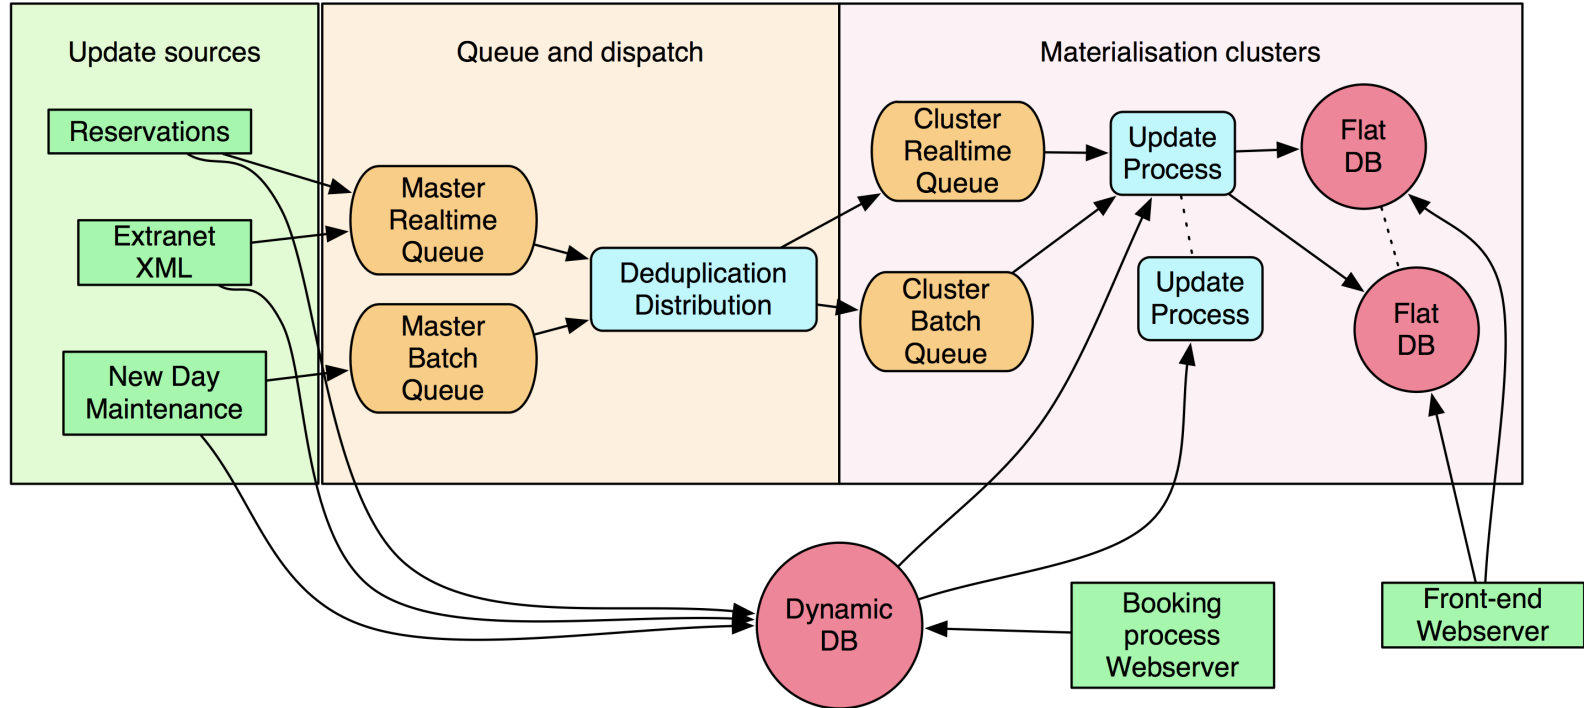 Update sources
Queue and dispatch
Materialisation clusters
Reservations
Extranet
XML
New Day
Maintenance
Master
Realtime
Queue
Master
Batch
Queue
Deduplication
Distribution
Cluster
Realtime
Queue
Cluster
Batch
Queue
Update
Process
Update
Process
Flat
DB
Flat
DB
Dynamic
DB
Booking
process
Webserver
Front-end
Webserver